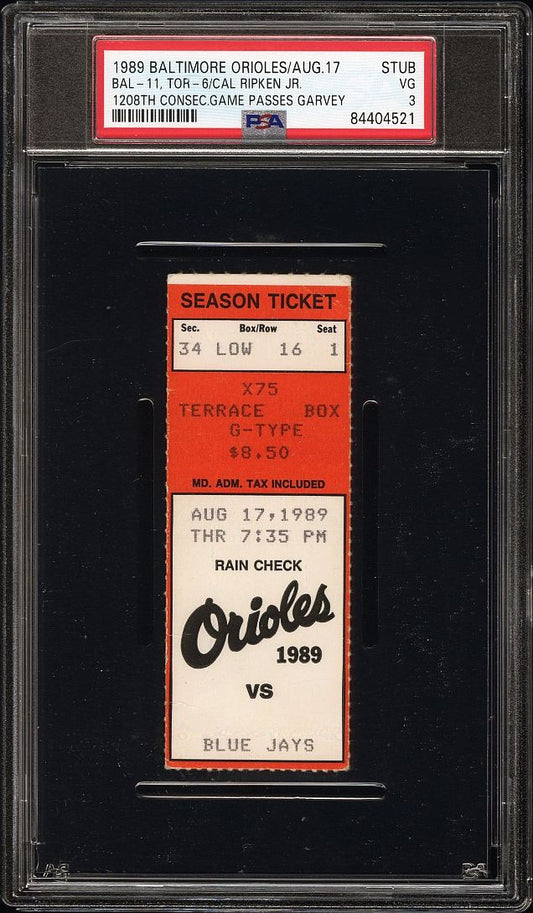 1989 BALTIMORE ORIOLES/AUG.17 STUB
BAL-11, TOR-6/CAL RIPKEN JR. VG
1208TH CONSEC.GAME PASSES GARVEY 3
PSA 84404521
SEASON TICKET
Sec. Box/Row Seat
34 LOW 16 1
X75
TERRACE BOX
G-TYPE
$8.50
MD. ADM. TAX INCLUDED
AUG 17,1989
THR 7:35 PM
RAIN CHECK
Orioles
1989
VS
BLUE JAYS